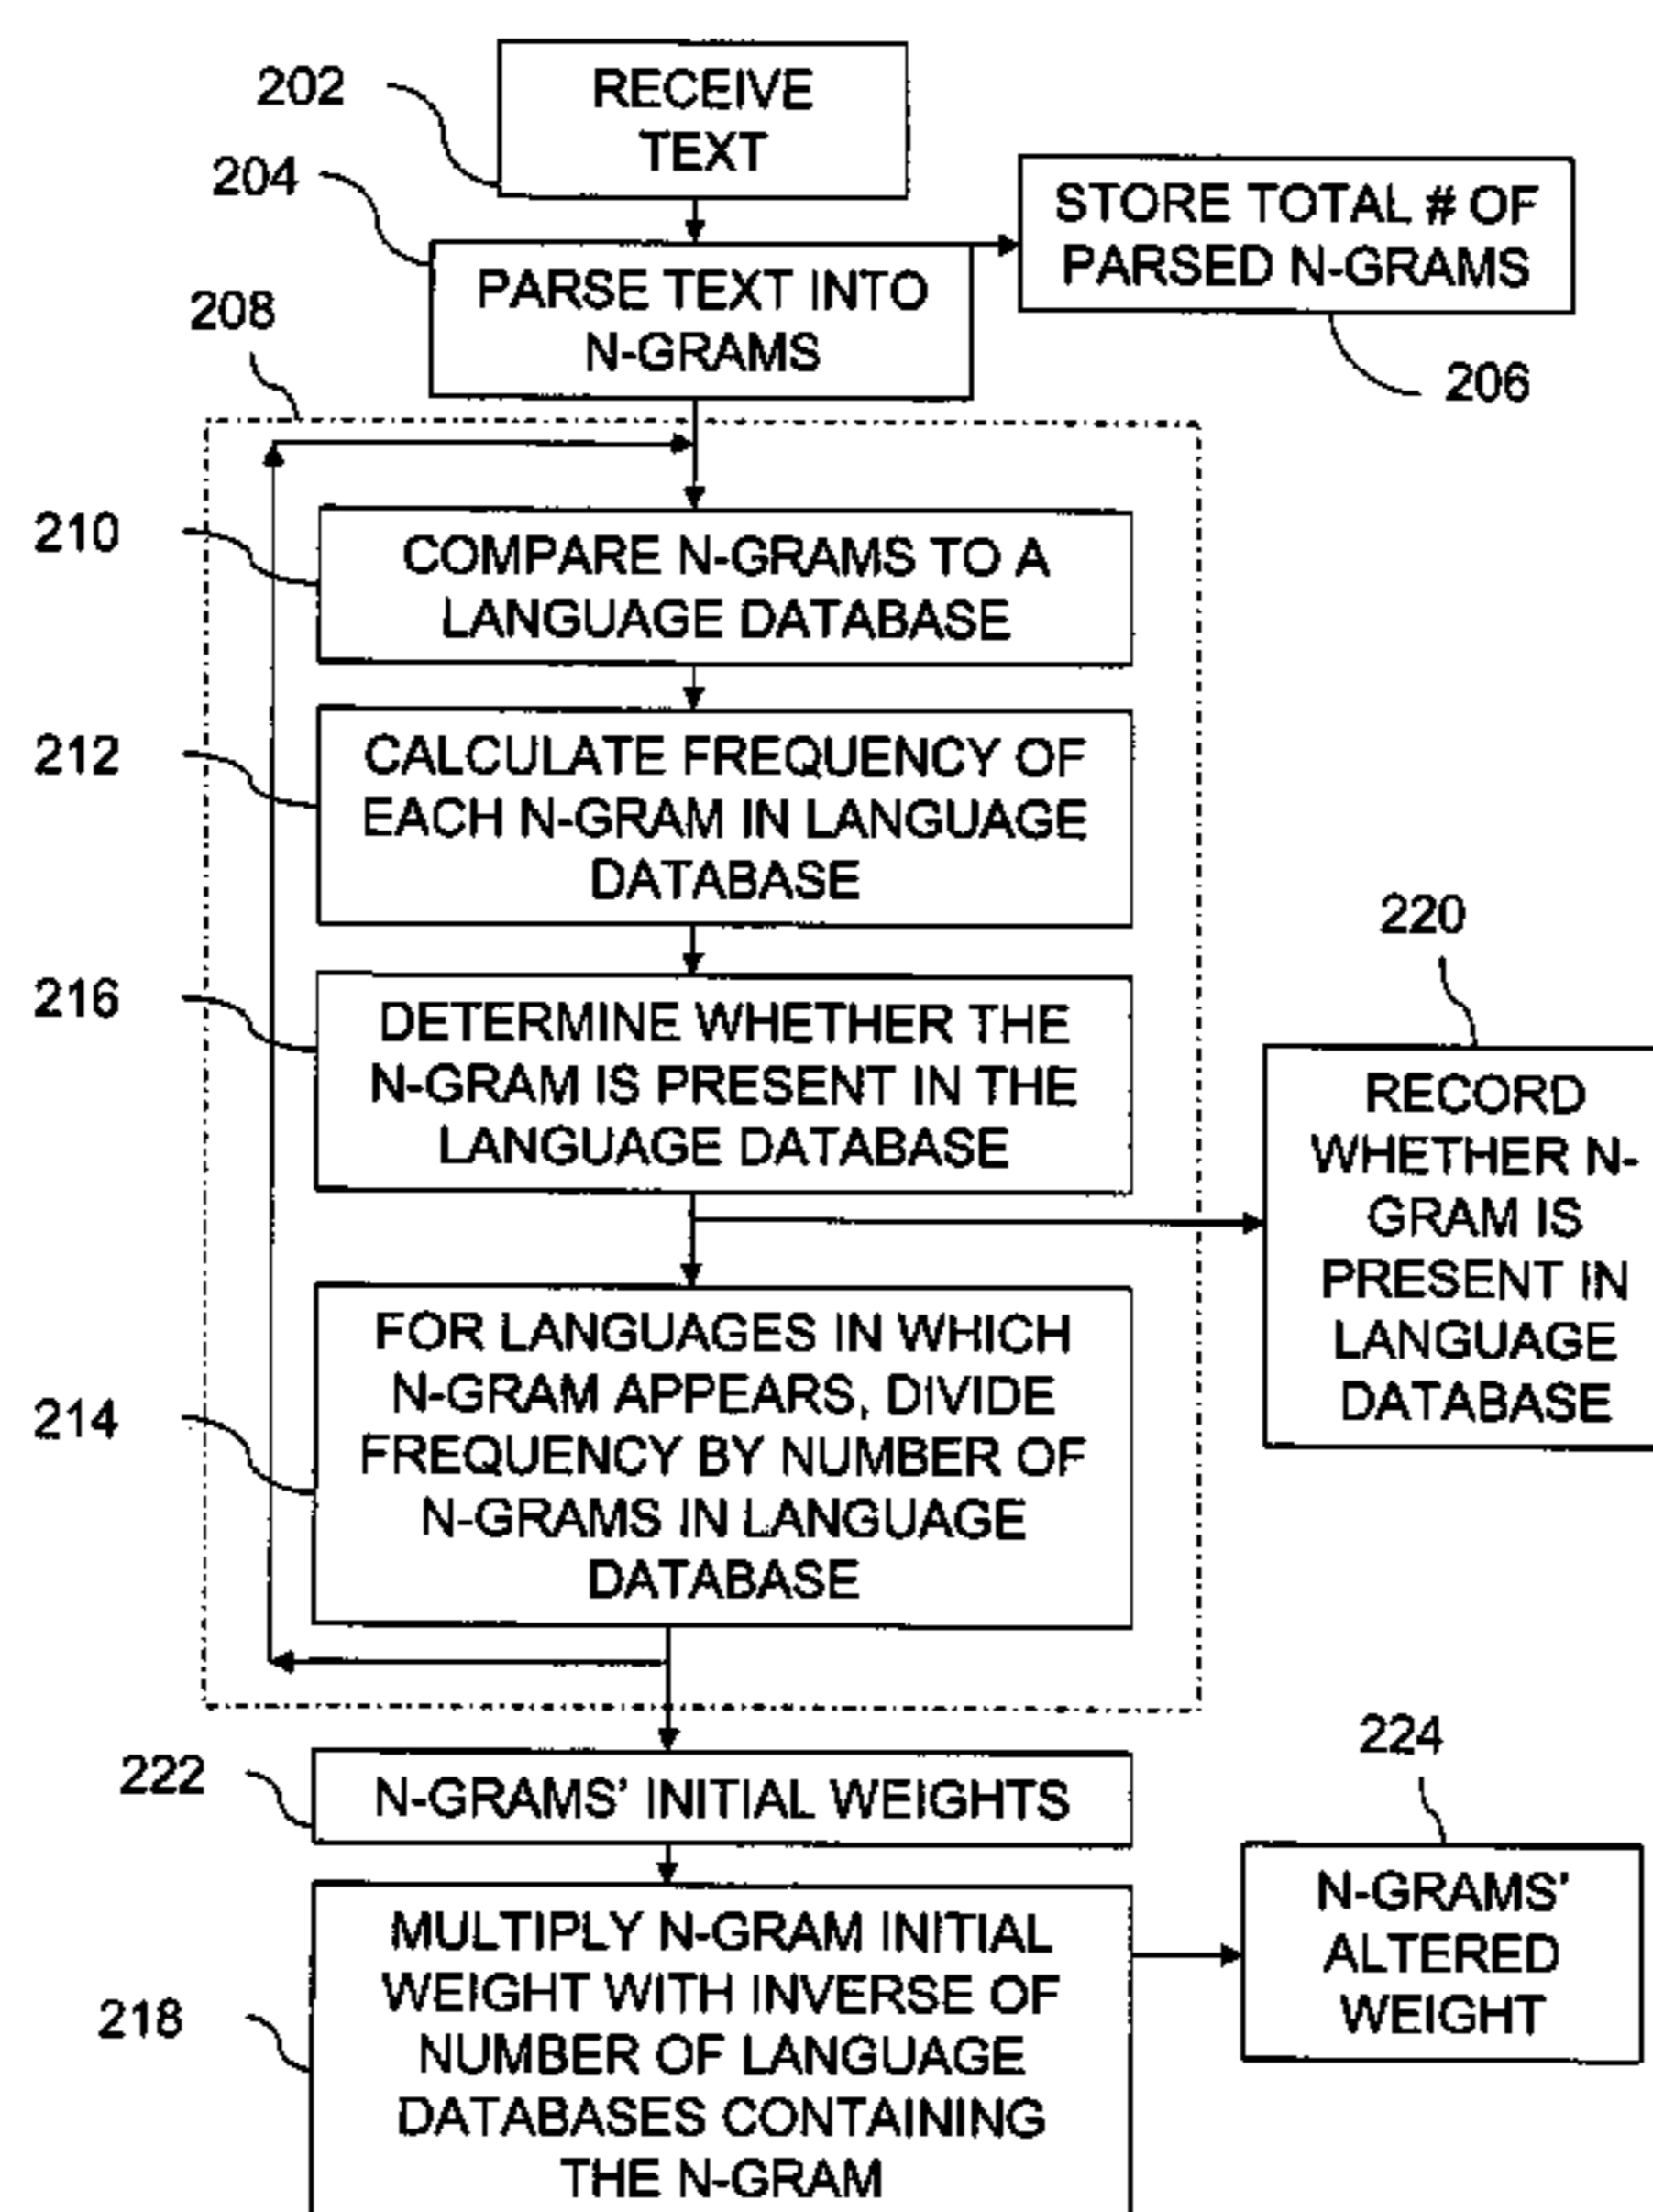 202
RECEIVE
TEXT
204
STORE TOTAL # OF
PARSED N-GRAMS
206
PARSE TEXT INTO
N-GRAMS
208
210
COMPARE N-GRAMS TO A
LANGUAGE DATABASE
212
CALCULATE FREQUENCY OF
EACH N-GRAM IN LANGUAGE
DATABASE
216
DETERMINE WHETHER THE
N-GRAM IS PRESENT IN THE
LANGUAGE DATABASE
220
RECORD
WHETHER N-
GRAM IS
PRESENT IN
LANGUAGE
DATABASE
214
FOR LANGUAGES IN WHICH
N-GRAM APPEARS, DIVIDE
FREQUENCY BY NUMBER OF
N-GRAMS IN LANGUAGE
DATABASE
222
N-GRAMS' INITIAL WEIGHTS
218
MULTIPLY N-GRAM INITIAL
WEIGHT WITH INVERSE OF
NUMBER OF LANGUAGE
DATABASES CONTAINING
THE N-GRAM
224
N-GRAMS'
ALTERED
WEIGHT